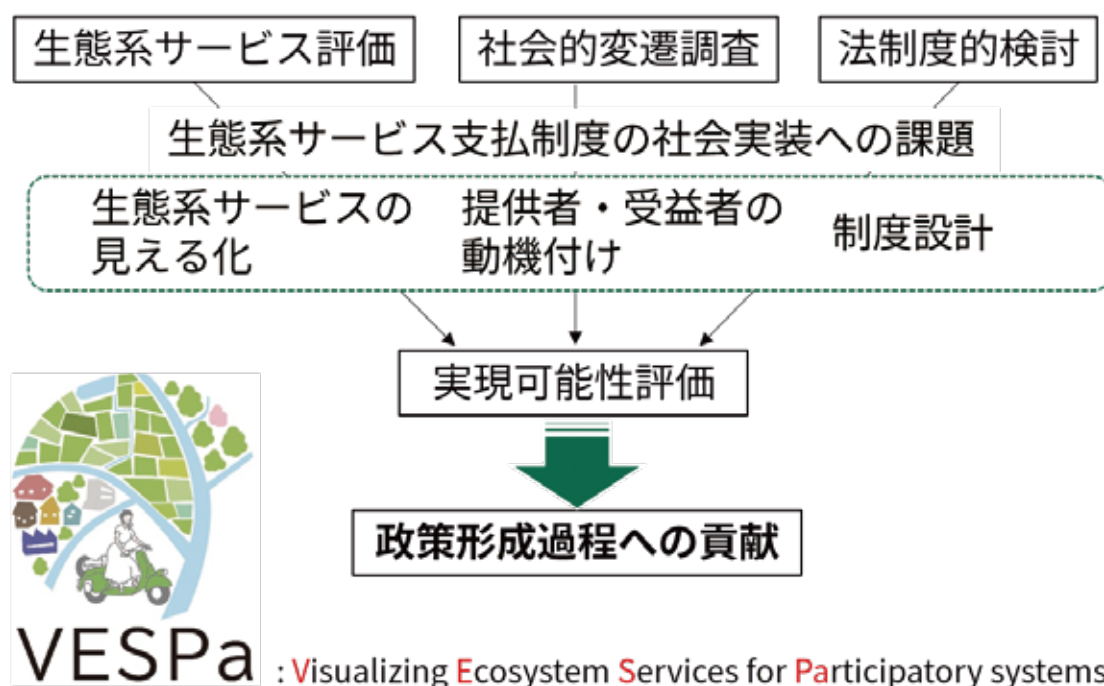 生態系サービス評価
社会的変遷調査
法制度的検討
生態系サービス支払制度の社会実装への課題
生態系サービスの
見える化
提供者・受益者の
動機付け
制度設計
実現可能性評価
政策形成過程への貢献
VESPa : Visualizing Ecosystem Services for Participatory systems